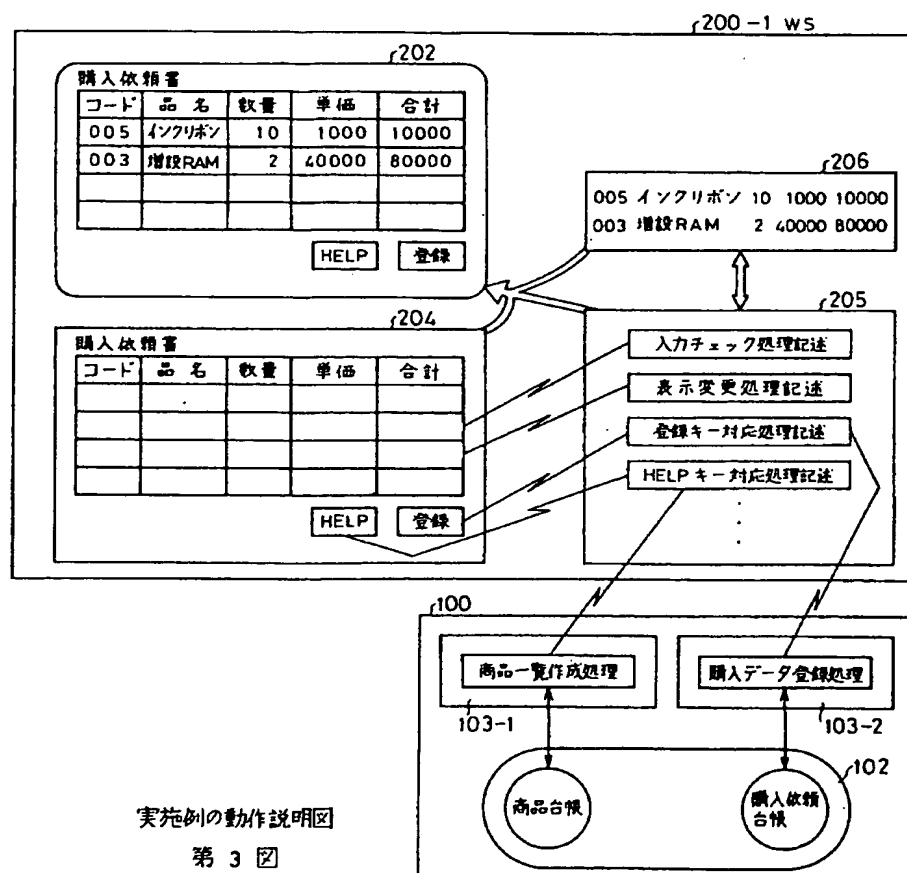 200-1 WS
202
購入依頼書
コード 品名 数量 単価 合計
005 インクリボン 10 1000 10000
003 増設RAM 2 40000 80000
HELP 登録
206
005 インクリボン 10 1000 10000
003 増設RAM 2 40000 80000
204
購入依頼書
コード 品名 数量 単価 合計
HELP 登録
205
入力チェック処理記述
表示変更処理記述
登録キー対応処理記述
HELPキー対応処理記述
100
商品一覧作成処理
103-1
購入データ登録処理
103-2
102
商品台帳
購入依頼
台帳
実施例の動作説明図
第 3 図